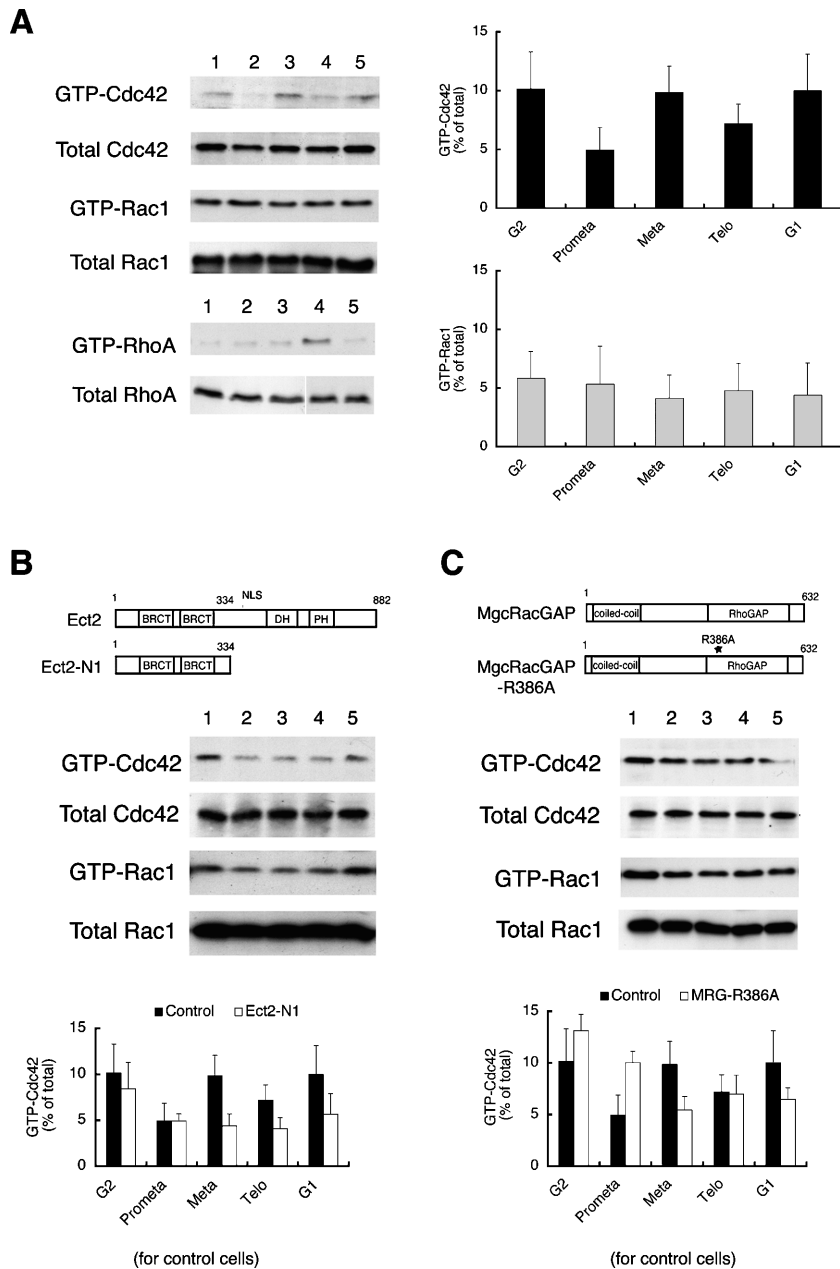 A
1 2 3 4 5
GTP-Cdc42
Total Cdc42
GTP-Rac1
Total Rac1
1 2 3 4 5
GTP-RhoA
Total RhoA
15
10
5
0
GTP-Cdc42
(% of total)
G2 Prometa Meta Telo G1
15
10
5
0
GTP-Rac1
(% of total)
G2 Prometa Meta Telo G1
B
1 334 NLS 882
Ect2 BRCT BRCT DH PH
1 334
Ect2-N1 BRCT BRCT
1 2 3 4 5
GTP-Cdc42
Total Cdc42
GTP-Rac1
Total Rac1
Control Ect2-N1
15
10
5
0
GTP-Cdc42
(% of total)
G2 Prometa Meta Telo G1
(for control cells)
C
1 632
MgcRacGAP coiled-coil RhoGAP
1 R386A 632
MgcRacGAP coiled-coil RhoGAP
-R386A
1 2 3 4 5
GTP-Cdc42
Total Cdc42
GTP-Rac1
Total Rac1
Control MRG-R386A
15
10
5
0
GTP-Cdc42
(% of total)
G2 Prometa Meta Telo G1
(for control cells)